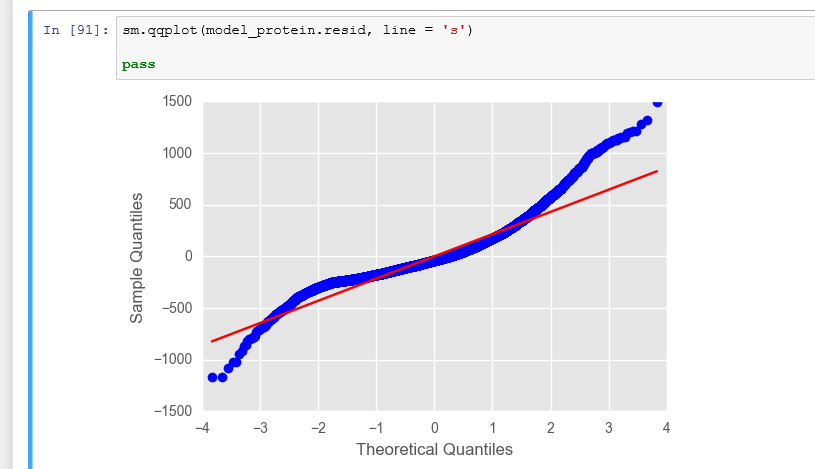 In [91]: sm.qqplot(model_protein.resid, line = 's')
pass
1500
1000
500
0
−500
−1000
−1500
Sample Quantiles
−4 −3 −2 −1 0 1 2 3 4
Theoretical Quantiles